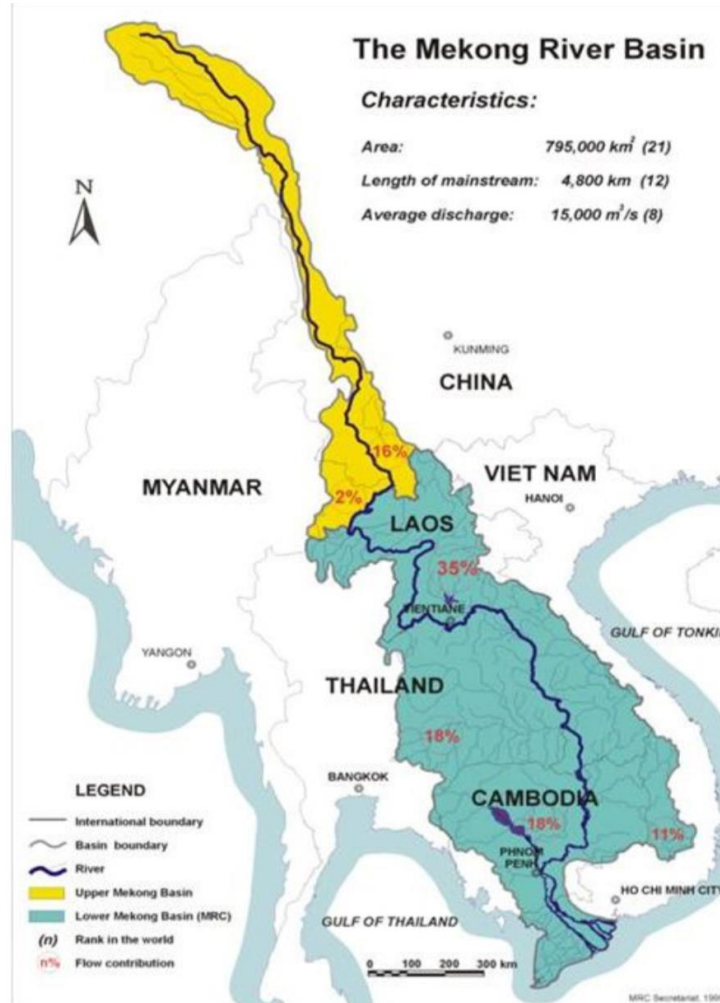 The Mekong River Basin
Characteristics:
Area: 795,000 km² (21)
Length of mainstream: 4,800 km (12)
Average discharge: 15,000 m³/s (8)
N
KUNMING
CHINA
16%
MYANMAR
2%
VIET NAM
HANOI
LAOS
35%
VIENTIANE
GULF OF TONKI
YANGON
THAILAND
18%
BANGKOK
CAMBODIA
18%
11%
PHNOM
PENH
HO CHI MINH CITY
GULF OF THAILAND
LEGEND
International boundary
Basin boundary
River
Upper Mekong Basin
Lower Mekong Basin (MRC)
(n) Rank in the world
n% Flow contribution
0 100 200 300 km
MRC Secretariat, 199